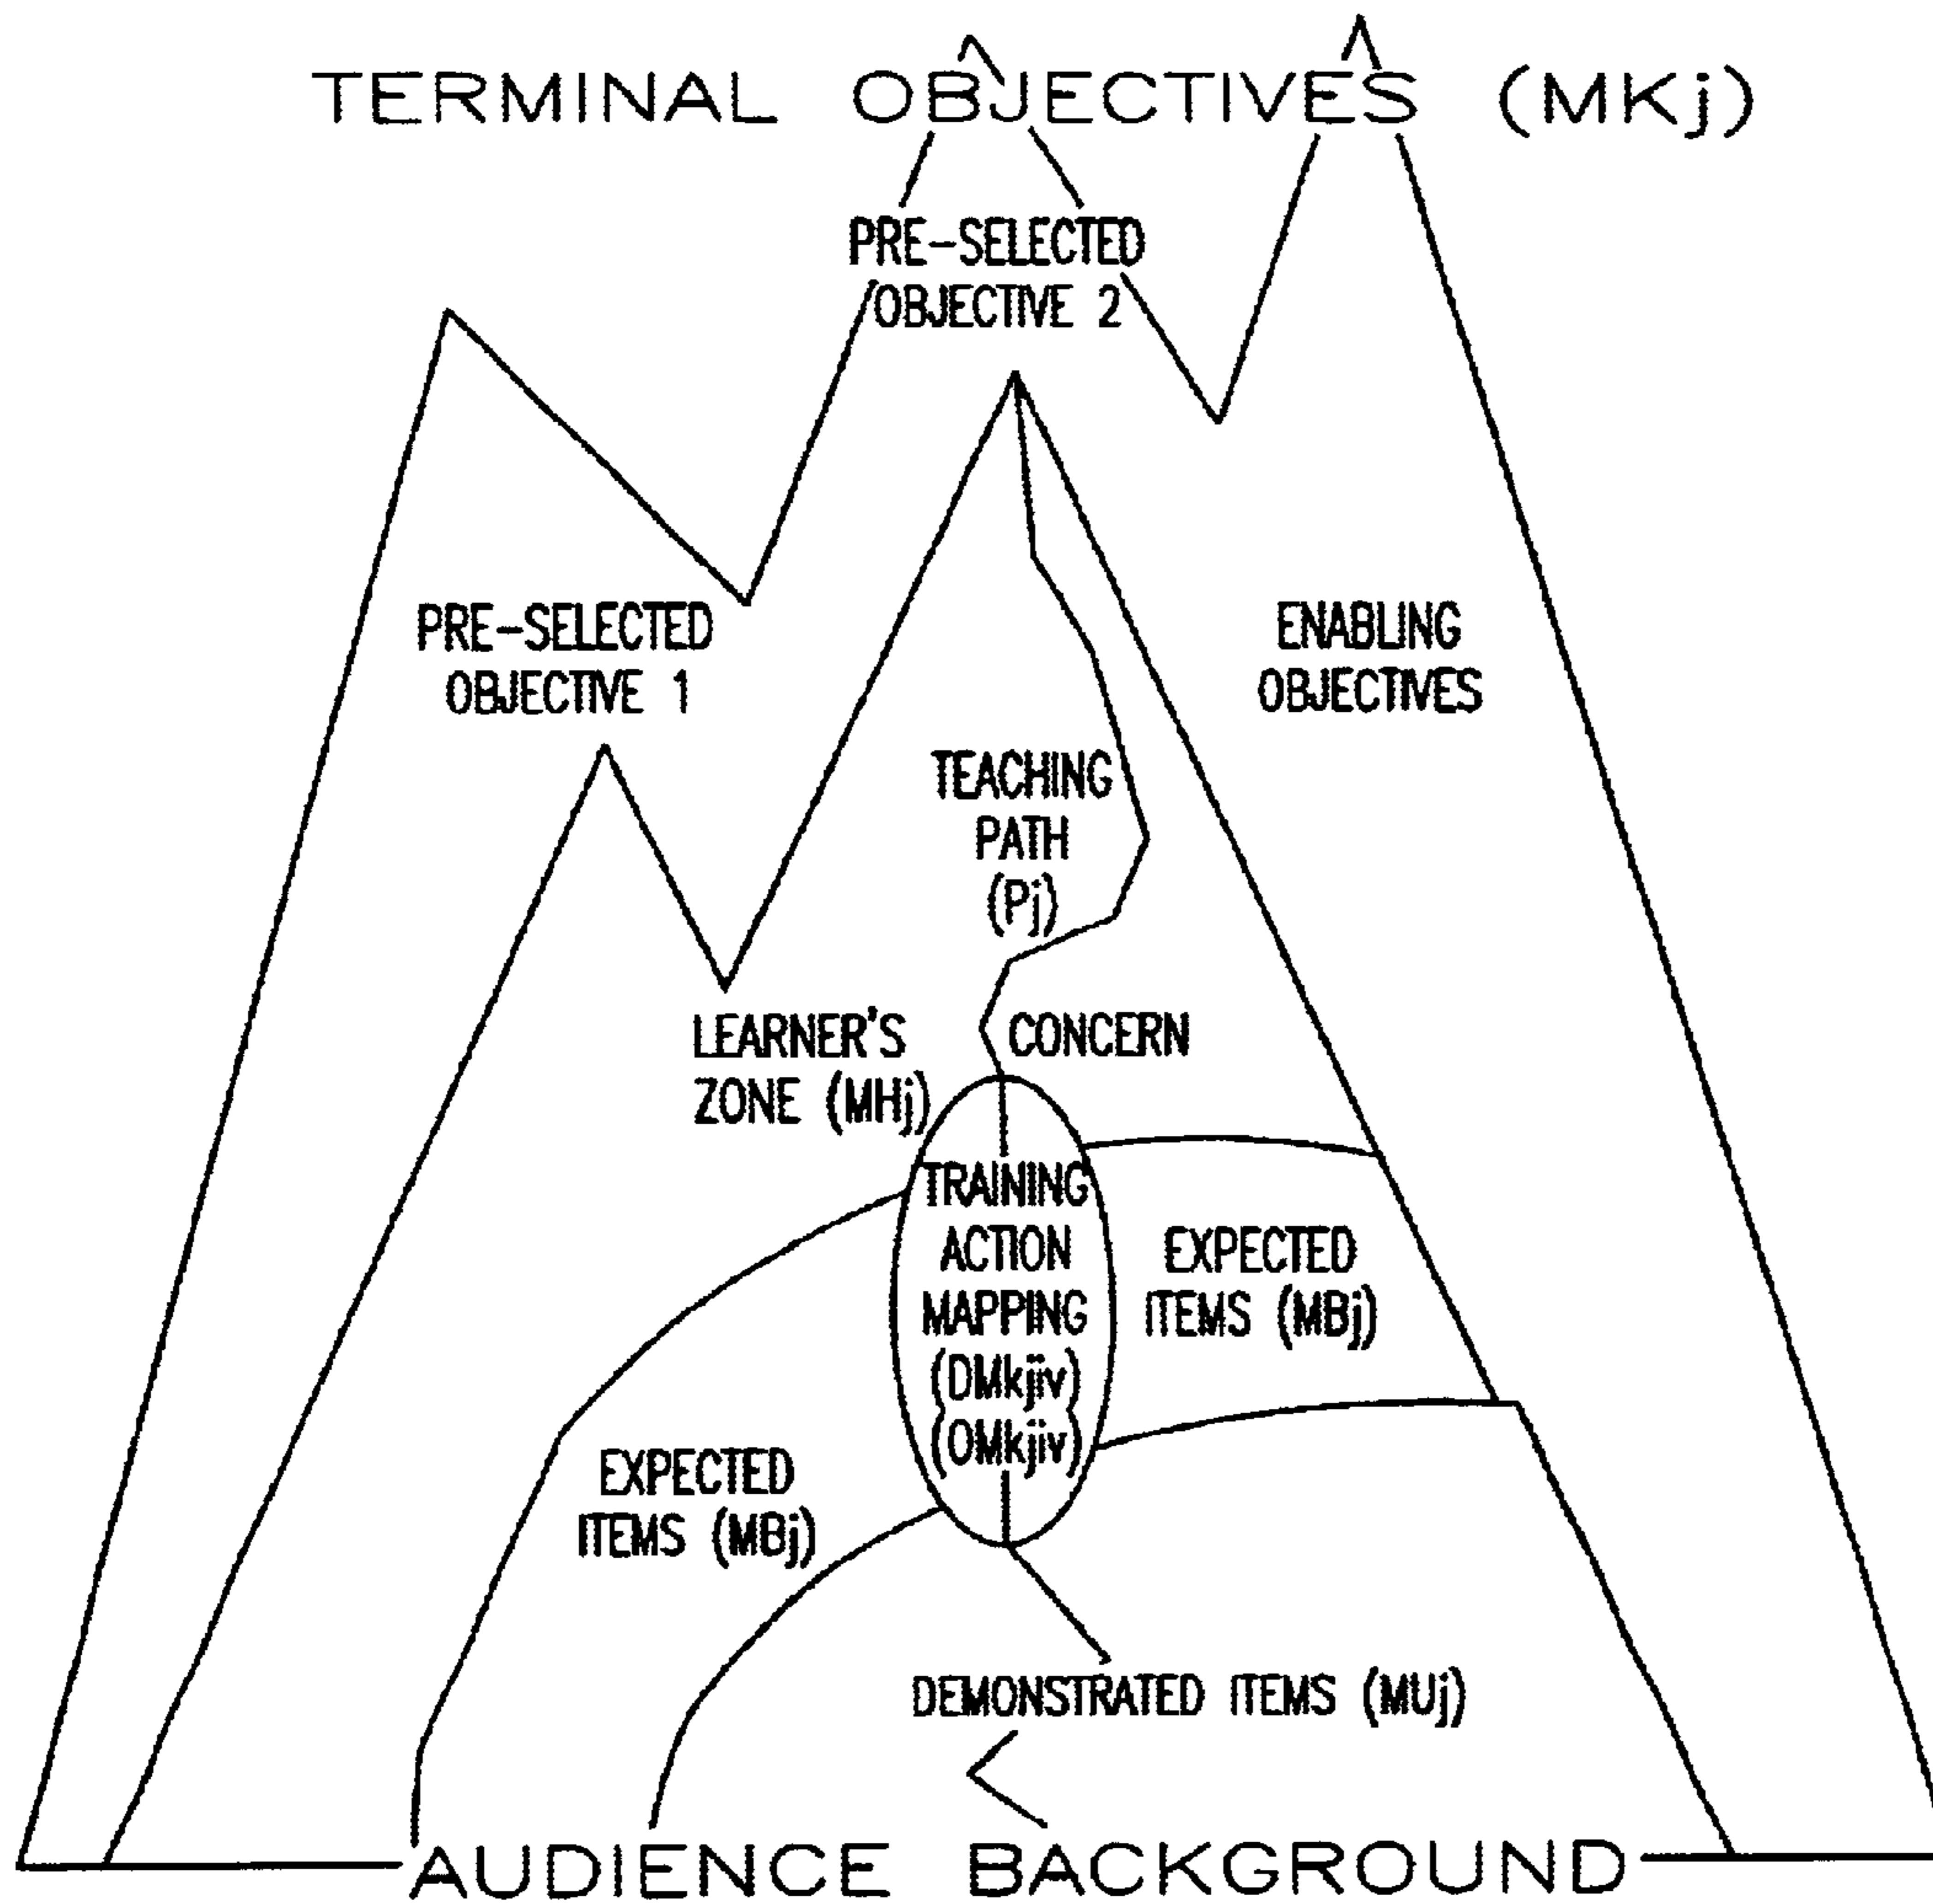 TERMINAL OBJECTIVES (MKj)
PRE-SELECTED
OBJECTIVE 2
PRE-SELECTED
OBJECTIVE 1
ENABLING
OBJECTIVES
TEACHING
PATH
(Pj)
LEARNER'S CONCERN
ZONE (MHj)
TRAINING
ACTION
MAPPING
(DMkjiv)
(OMkjiv)
EXPECTED
ITEMS (MBj)
EXPECTED
ITEMS (MBj)
DEMONSTRATED ITEMS (MUj)
AUDIENCE BACKGROUND